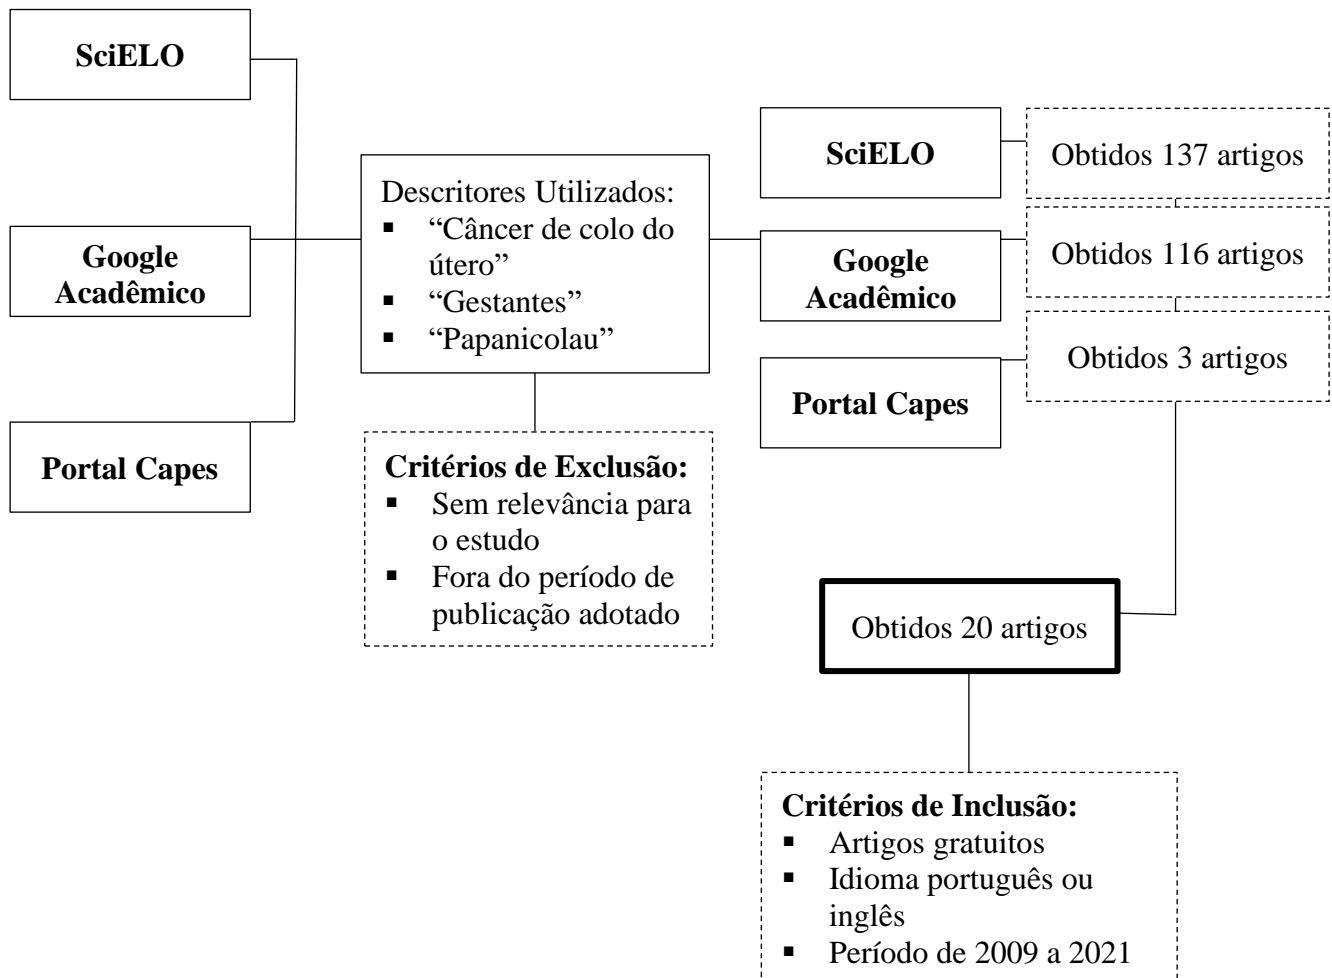 SciELO
Google
Acadêmico
Portal Capes
Descritores Utilizados:
▪ “Câncer de colo do
útero”
▪ “Gestantes”
▪ “Papanicolau”
Critérios de Exclusão:
▪ Sem relevância para
o estudo
▪ Fora do período de
publicação adotado
SciELO
Obtidos 137 artigos
Google
Acadêmico
Obtidos 116 artigos
Portal Capes
Obtidos 3 artigos
Obtidos 20 artigos
Critérios de Inclusão:
▪ Artigos gratuitos
▪ Idioma português ou
inglês
▪ Período de 2009 a 2021